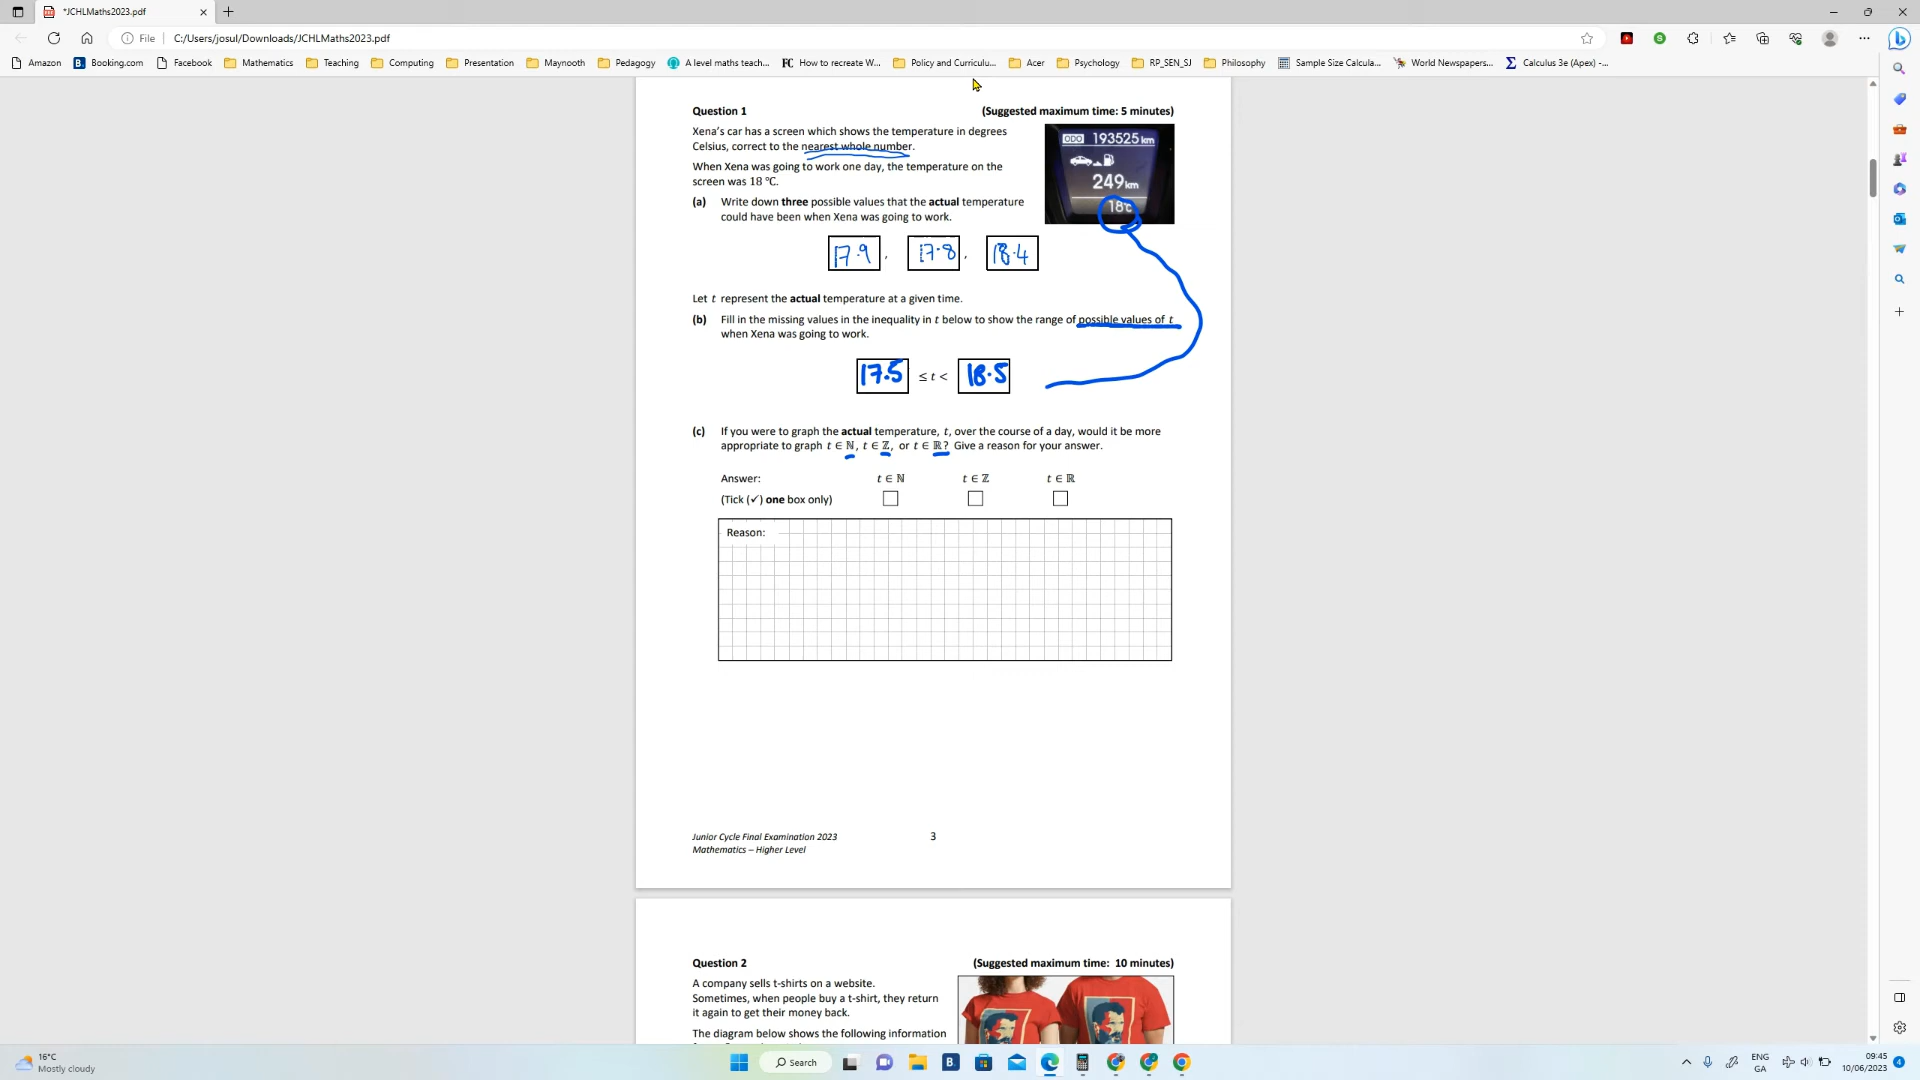 *JCHLMaths2023.pdf
File C:/Users/josul/Downloads/JCHLMaths2023.pdf
Amazon Booking.com Facebook Mathematics Teaching Computing Presentation Maynooth Pedagogy A level maths teach... How to recreate W... Policy and Curriculu... Acer Psychology RP_SEN_SJ Philosophy Sample Size Calcula... World Newspapers... Calculus 3e (Apex) -...
Question 1 (Suggested maximum time: 5 minutes)
Xena's car has a screen which shows the temperature in degrees
Celsius, correct to the nearest whole number.
When Xena was going to work one day, the temperature on the
screen was 18 °C.
ODO 193525 km
249km
18°C
(a) Write down three possible values that the actual temperature
could have been when Xena was going to work.
17.9 , 17.8 , 18.4
Let t represent the actual temperature at a given time.
(b) Fill in the missing values in the inequality in t below to show the range of possible values of t
when Xena was going to work.
17.5 ≤ t < 18.5
(c) If you were to graph the actual temperature, t, over the course of a day, would it be more
appropriate to graph t ∈ ℕ, t ∈ ℤ, or t ∈ ℝ? Give a reason for your answer.
Answer: t ∈ ℕ t ∈ ℤ t ∈ ℝ
(Tick (✓) one box only)
Reason:
Junior Cycle Final Examination 2023 3
Mathematics – Higher Level
Question 2 (Suggested maximum time: 10 minutes)
A company sells t-shirts on a website.
Sometimes, when people buy a t-shirt, they return
it again to get their money back.
The diagram below shows the following information
16°C
Mostly cloudy
Search
ENG
GA
09:45
10/06/2023
4